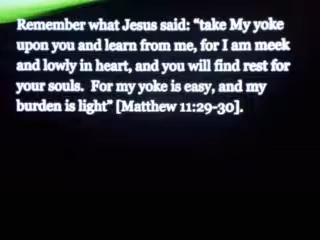 Remember what Jesus said: "take My yoke
upon you and learn from me, for I am meek
and lowly in heart, and you will find rest for
your souls.  For my yoke is easy, and my
burden is light" [Matthew 11:29-30].